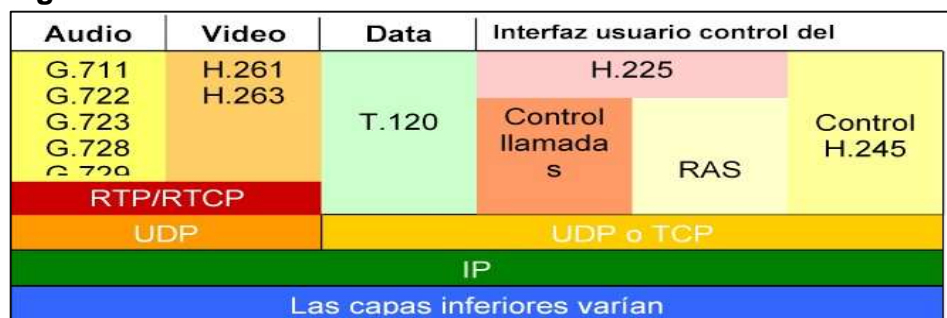 Audio Video Data Interfaz usuario control del
G.711 H.261 H.225
G.722 H.263
G.723 T.120 Control Control
G.728 llamada H.245
G.729 s RAS
RTP/RTCP
UDP UDP o TCP
IP
Las capas inferiores varían